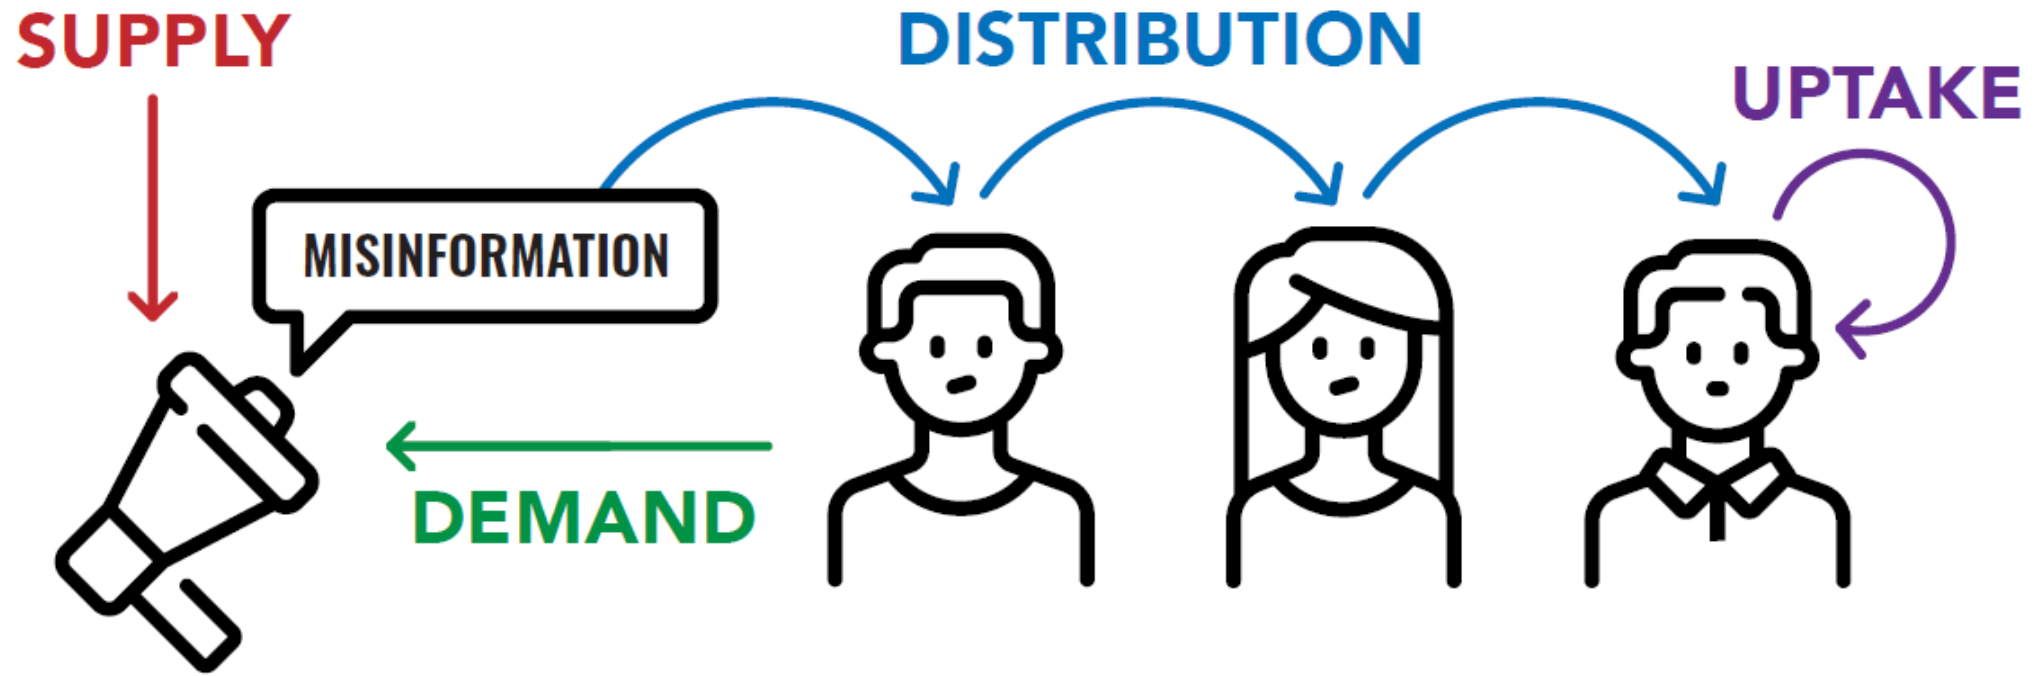 SUPPLY
DISTRIBUTION
UPTAKE
MISINFORMATION
DEMAND